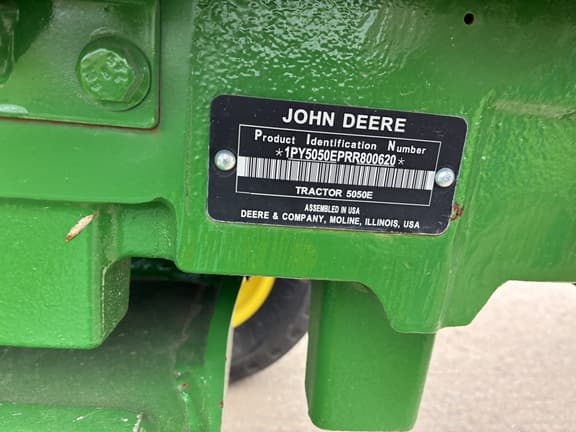 JOHN DEERE
Product Identification Number
*1PY5050EPRR800620*
TRACTOR 5050E
ASSEMBLED IN USA
DEERE & COMPANY, MOLINE, ILLINOIS, USA